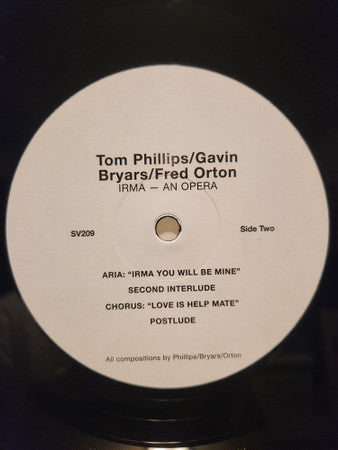 Tom Phillips/Gavin
Bryars/Fred Orton
IRMA — AN OPERA
SV209
Side Two
ARIA: "IRMA YOU WILL BE MINE"
SECOND INTERLUDE
CHORUS: "LOVE IS HELP MATE"
POSTLUDE
All compositions by Phillips/Bryars/Orton